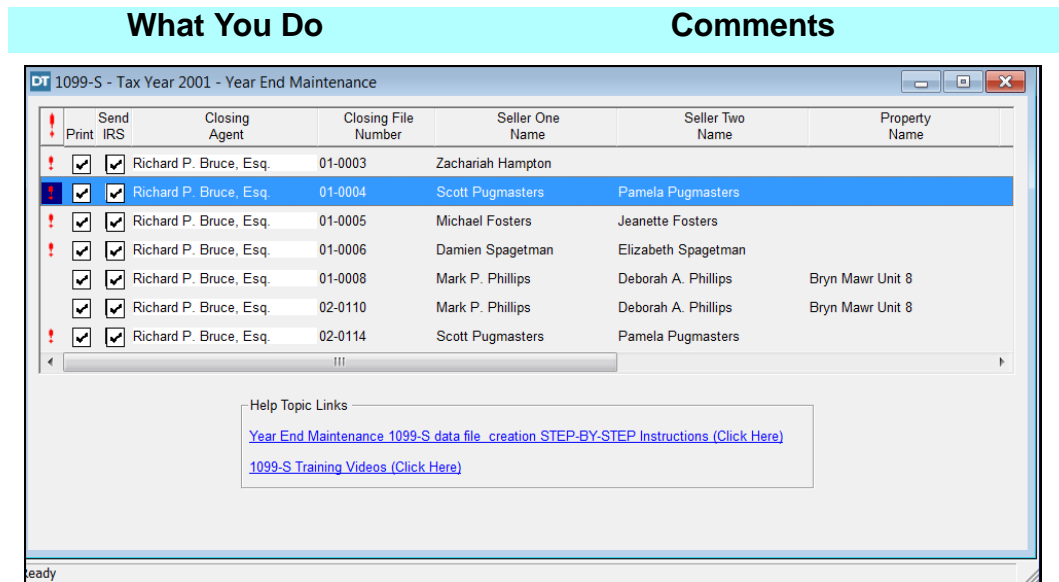 What You Do Comments
DT 1099-S - Tax Year 2001 - Year End Maintenance
! Print Send IRS Closing Agent Closing File Number Seller One Name Seller Two Name Property Name
! Richard P. Bruce, Esq. 01-0003 Zachariah Hampton
! Richard P. Bruce, Esq. 01-0004 Scott Pugmasters Pamela Pugmasters
! Richard P. Bruce, Esq. 01-0005 Michael Fosters Jeanette Fosters
! Richard P. Bruce, Esq. 01-0006 Damien Spagetman Elizabeth Spagetman
Richard P. Bruce, Esq. 01-0008 Mark P. Phillips Deborah A. Phillips Bryn Mawr Unit 8
Richard P. Bruce, Esq. 02-0110 Mark P. Phillips Deborah A. Phillips Bryn Mawr Unit 8
! Richard P. Bruce, Esq. 02-0114 Scott Pugmasters Pamela Pugmasters
Help Topic Links
Year End Maintenance 1099-S data file creation STEP-BY-STEP Instructions (Click Here)
1099-S Training Videos (Click Here)
eady